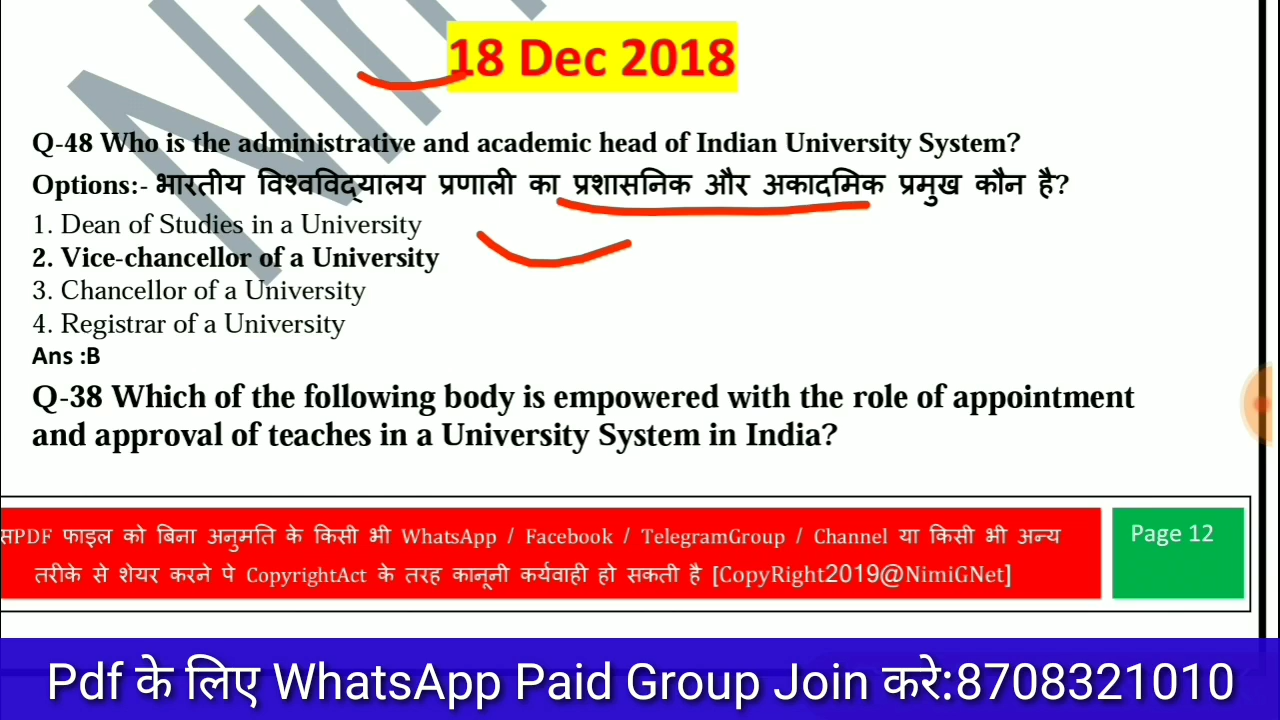 18 Dec 2018
Q-48 Who is the administrative and academic head of Indian University System?
Options:- भारतीय विश्वविद्यालय प्रणाली का प्रशासनिक और अकादमिक प्रमुख कौन है?
1. Dean of Studies in a University
2. Vice-chancellor of a University
3. Chancellor of a University
4. Registrar of a University
Ans :B
Q-38 Which of the following body is empowered with the role of appointment
and approval of teaches in a University System in India?
सPDF फाइल को बिना अनुमति के किसी भी WhatsApp / Facebook / TelegramGroup / Channel या किसी भी अन्य
तरीके से शेयर करने पे CopyrightAct के तरह कानूनी कर्यवाही हो सकती है [CopyRight2019@NimiGNet]
Page 12
Pdf के लिए WhatsApp Paid Group Join करे:8708321010